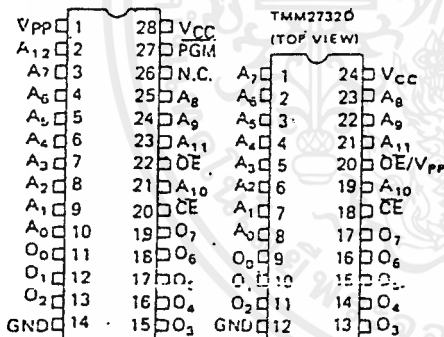 TMM2732D
(TOP VIEW)
VPP 1 28 VCC
A12 2 27 PGM
A7 3 26 N.C.
A6 4 25 A8
A5 5 24 A9
A4 6 23 A11
A3 7 22 OE
A2 8 21 A10
A1 9 20 CE
A0 10 19 O7
O0 11 18 O6
O1 12 17
O2 13 16 O4
GND 14 15 O3
A7 1 24 VCC
A6 2 23 A8
A5 3 22 A9
A4 4 21 A11
A3 5 20 OE/VPP
A2 6 19 A10
A1 7 18 CE
A0 8 17 O7
O0 9 16 O6
10 15
O2 11 14 O4
GND 12 13 O3